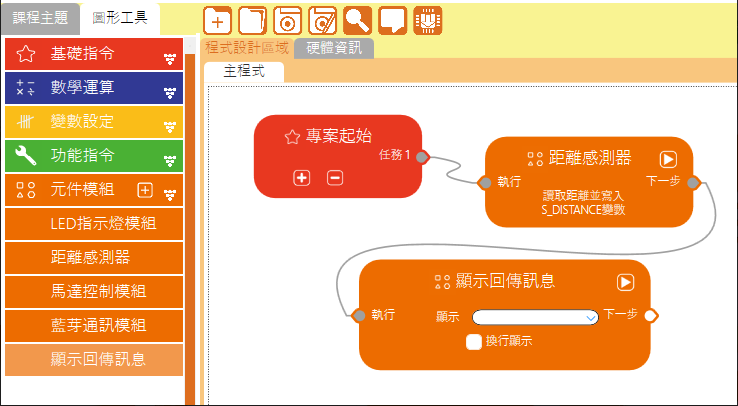 課程主題
圖形工具
基礎指令
數學運算
變數設定
功能指令
元件模組
LED指示燈模組
距離感測器
馬達控制模組
藍芽通訊模組
顯示回傳訊息
程式設計區域
硬體資訊
主程式
專案起始
任務1
距離感測器
執行
下一步
讀取距離並寫入
S_DISTANCE變數
顯示回傳訊息
執行
顯示
下一步
換行顯示